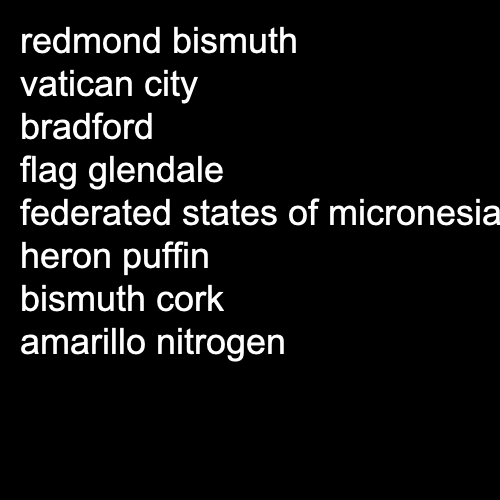 redmond bismuth
vatican city
bradford
flag glendale
federated states of micronesia
heron puffin
bismuth cork
amarillo nitrogen